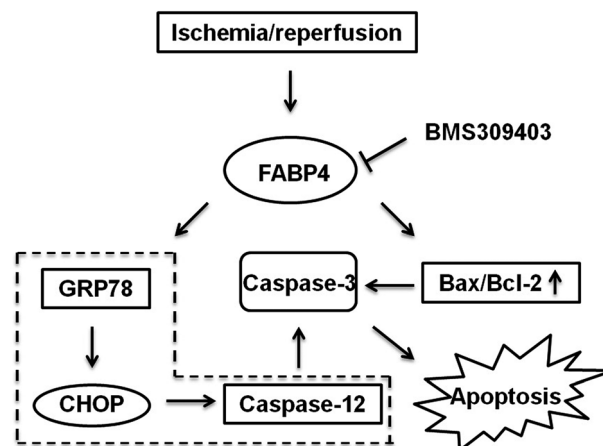 Ischemia/reperfusion
BMS309403
FABP4
GRP78
Caspase-3
Bax/Bcl-2
CHOP
Caspase-12
Apoptosis